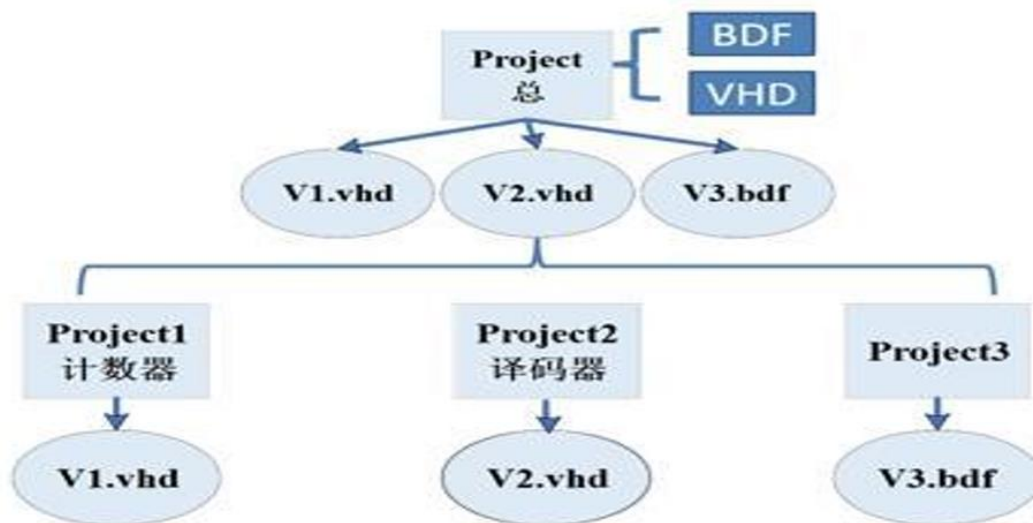 Project
总
BDF
VHD
V1.vhd
V2.vhd
V3.bdf
Project1
计数器
Project2
译码器
Project3
V1.vhd
V2.vhd
V3.bdf